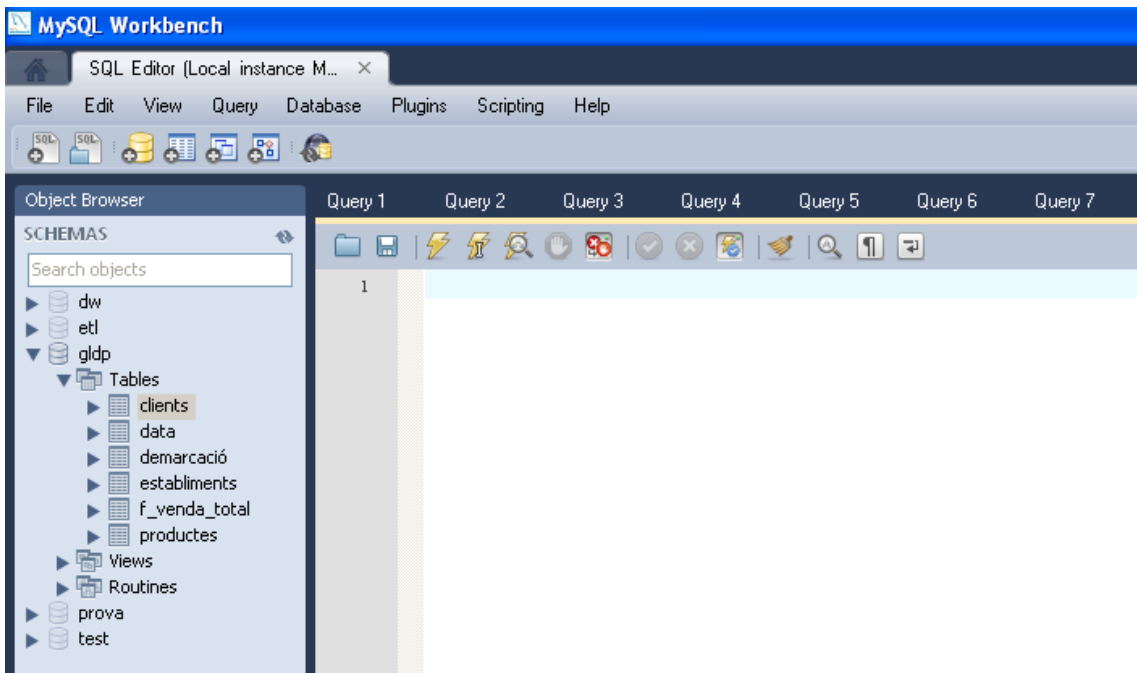 MySQL Workbench
SQL Editor (Local instance M... ×
File Edit View Query Database Plugins Scripting Help
SQL SQL
Object Browser
Query 1 Query 2 Query 3 Query 4 Query 5 Query 6 Query 7
SCHEMAS
Search objects
1
dw
etl
gldp
Tables
clients
data
demarcació
establiments
f_venda_total
productes
Views
Routines
prova
test